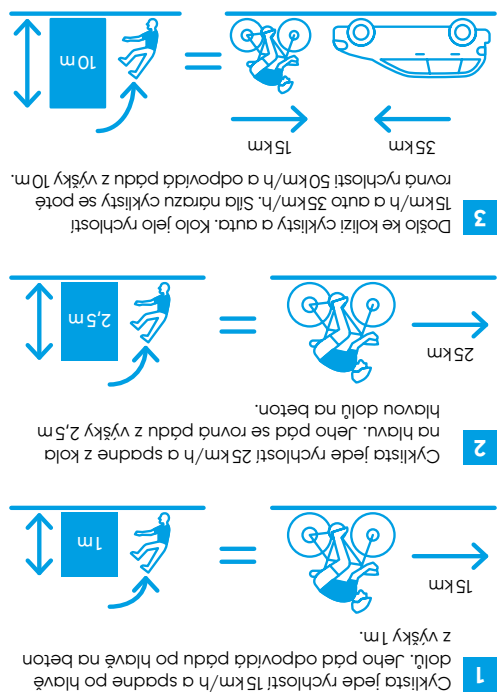 1
Cyklista jede rychlostí 15 km/h a spadne po hlavě
dolů. Jeho pád odpovídá pádu po hlavě na beton
z výšky 1 m.
15 km
=
1 m
2
Cyklista jede rychlostí 25 km/h a spadne z kola
na hlavu. Jeho pád se rovná pádu z výšky 2,5 m
hlavou dolů na beton.
25 km
=
2,5 m
3
Došlo ke kolizi cyklisty a auta. Kolo jelo rychlostí
15 km/h a auto 35 km/h. Síla nárazu cyklisty se poté
rovná rychlosti 50 km/h a odpovídá pádu z výšky 10 m.
35 km
15 km
=
10 m